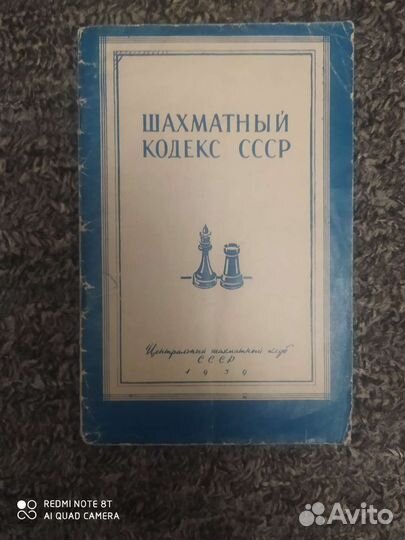 ШАХМАТНЫЙ
КОДЕКС СССР
Центральный шахматный клуб
СССР
1959
REDMI NOTE 8T
AI QUAD CAMERA
Avito